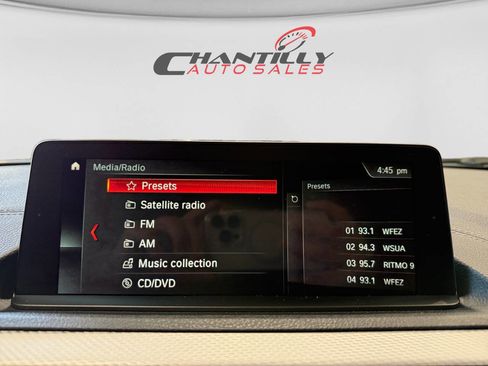 CHANTILLY
AUTO SALES
Media/Radio
4:45 pm
Presets
Satellite radio
FM
AM
Music collection
CD/DVD
Presets
01 93.1 WFEZ
02 94.3 WSUA
03 95.7 RITMO 9
04 93.1 WFEZ